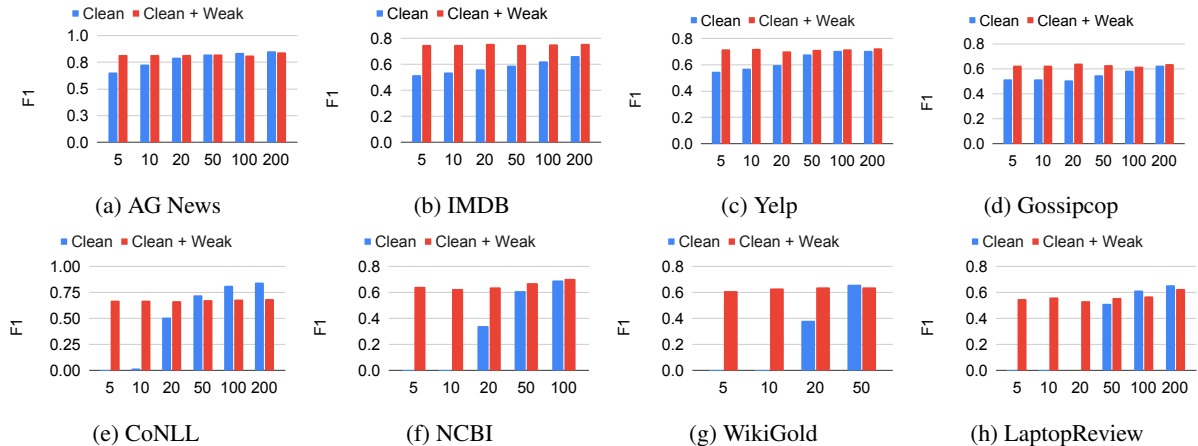 Clean Clean + Weak
1.0
0.8
0.5
0.3
0.0
F1
5 10 20 50 100 200
(a) AG News
Clean Clean + Weak
0.8
0.6
0.4
0.2
0.0
F1
5 10 20 50 100 200
(b) IMDB
Clean Clean + Weak
0.8
0.6
0.4
0.2
0.0
F1
5 10 20 50 100 200
(c) Yelp
Clean Clean + Weak
0.8
0.6
0.4
0.2
0.0
F1
5 10 20 50 100 200
(d) Gossipcop
Clean Clean + Weak
1.00
0.75
0.50
0.25
0.00
F1
5 10 20 50 100 200
(e) CoNLL
Clean Clean + Weak
0.8
0.6
0.4
0.2
0.0
F1
5 10 20 50 100
(f) NCBI
Clean Clean + Weak
0.8
0.6
0.4
0.2
0.0
F1
5 10 20 50
(g) WikiGold
Clean Clean + Weak
0.8
0.6
0.4
0.2
0.0
F1
5 10 20 50 100 200
(h) LaptopReview